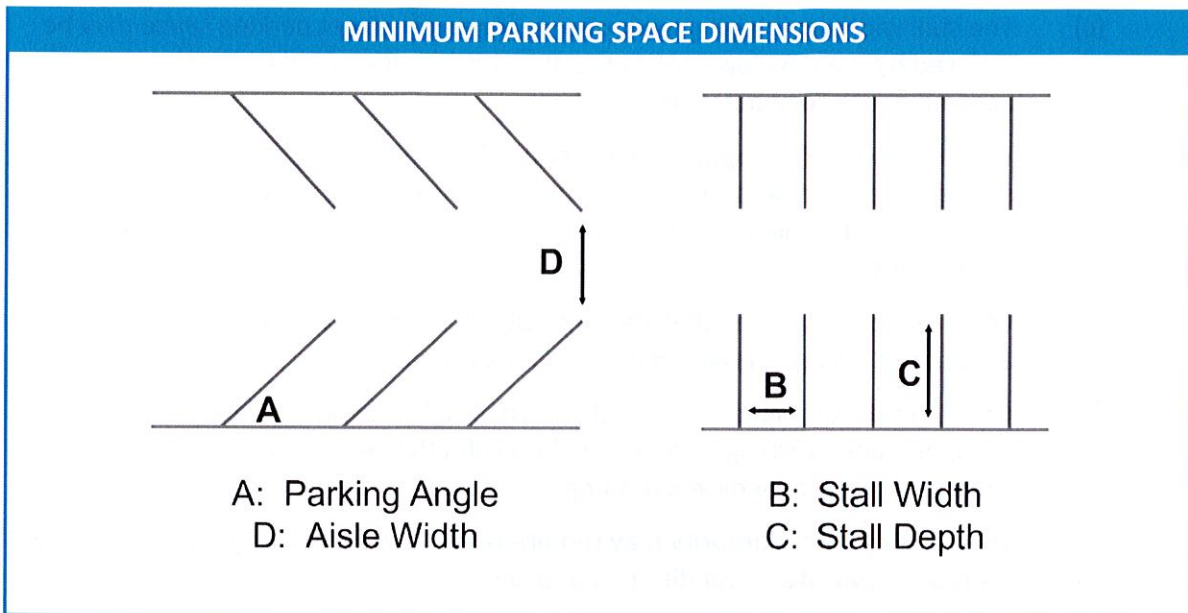 MINIMUM PARKING SPACE DIMENSIONS
D
A
B
C
A: Parking Angle
D: Aisle Width
B: Stall Width
C: Stall Depth